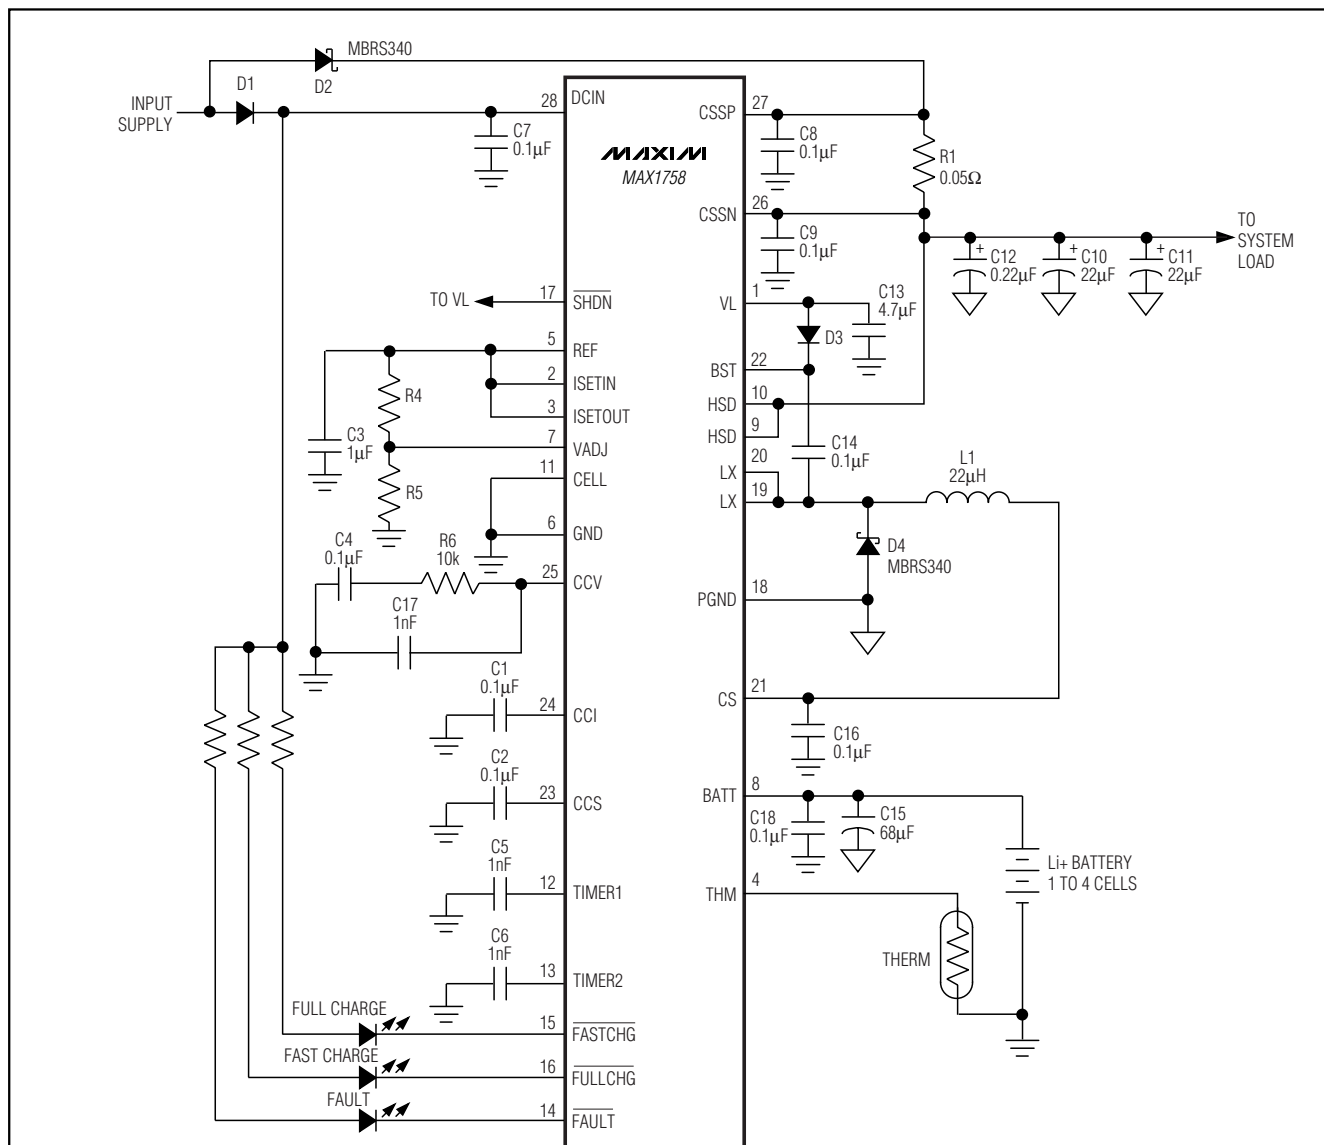 MBRS340
D1
D2
INPUT
SUPPLY
28
DCIN
C7
0.1µF
MAXIM
MAX1758
CSSP
27
C8
0.1µF
R1
0.05Ω
CSSN
26
C9
0.1µF
TO
SYSTEM
LOAD
+
C12
0.22µF
+
C10
22µF
+
C11
22µF
TO VL
17
SHDN
VL
1
C13
4.7µF
D3
5
REF
2
ISETIN
3
ISETOUT
7
VADJ
R4
C3
1µF
R5
11
CELL
6
GND
BST
22
HSD
10
HSD
9
C14
0.1µF
LX
20
LX
19
L1
22µH
D4
MBRS340
PGND
18
C4
0.1µF
R6
10k
25
CCV
C17
1nF
C1
0.1µF
24
CCI
CS
21
C16
0.1µF
C2
0.1µF
23
CCS
BATT
8
C18
0.1µF
C15
68µF
Li+ BATTERY
1 TO 4 CELLS
C5
1nF
12
TIMER1
THM
4
THERM
C6
1nF
13
TIMER2
FULL CHARGE
15
FASTCHG
FAST CHARGE
16
FULLCHG
FAULT
14
FAULT